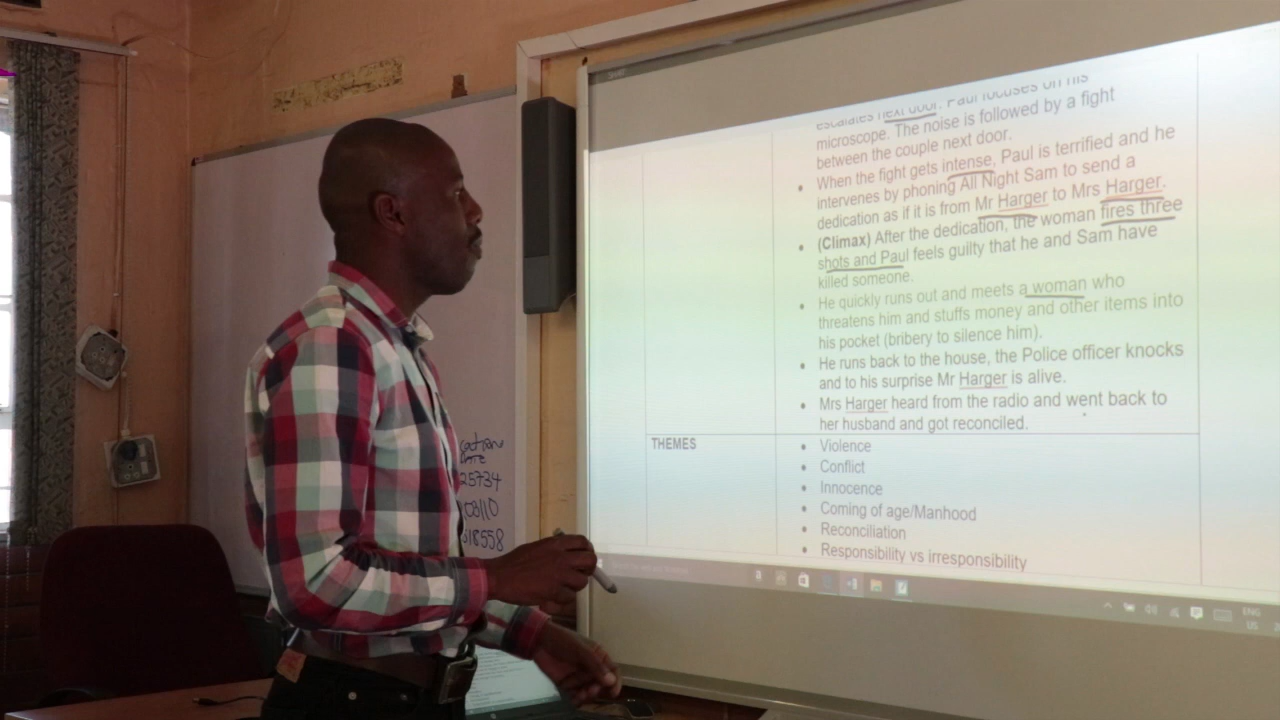 escalates next door. Paul focuses on his
microscope. The noise is followed by a fight
between the couple next door.
• When the fight gets intense, Paul is terrified and he
intervenes by phoning All Night Sam to send a
dedication as if it is from Mr Harger to Mrs Harger.
• (Climax) After the dedication, the woman fires three
shots and Paul feels guilty that he and Sam have
killed someone.
• He quickly runs out and meets a woman who
threatens him and stuffs money and other items into
his pocket (bribery to silence him).
• He runs back to the house, the Police officer knocks
and to his surprise Mr Harger is alive.
• Mrs Harger heard from the radio and went back to
her husband and got reconciled.
THEMES
• Violence
• Conflict
• Innocence
• Coming of age/Manhood
• Reconciliation
• Responsibility vs irresponsibility
ENG
US
25734
518558